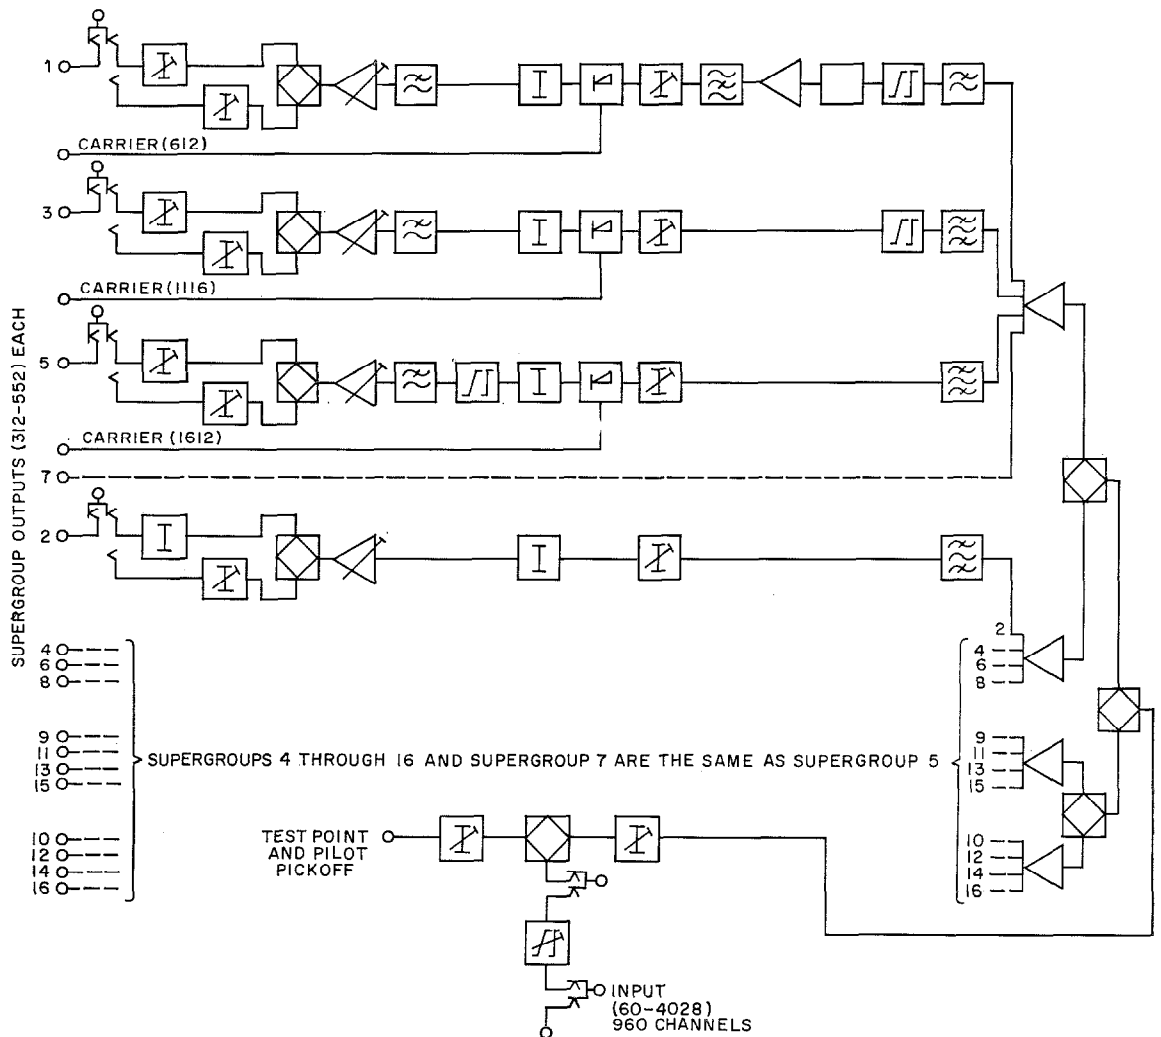 1
CARRIER (612)
3
CARRIER (1116)
5
CARRIER (1612)
7
2
SUPERGROUP OUTPUTS (312-552) EACH
4
6
8
9
11
13
15
10
12
14
16
SUPERGROUPS 4 THROUGH 16 AND SUPERGROUP 7 ARE THE SAME AS SUPERGROUP 5
2
4
6
8
9
11
13
15
10
12
14
16
TEST POINT
AND PILOT
PICKOFF
INPUT
(60-4028)
960 CHANNELS